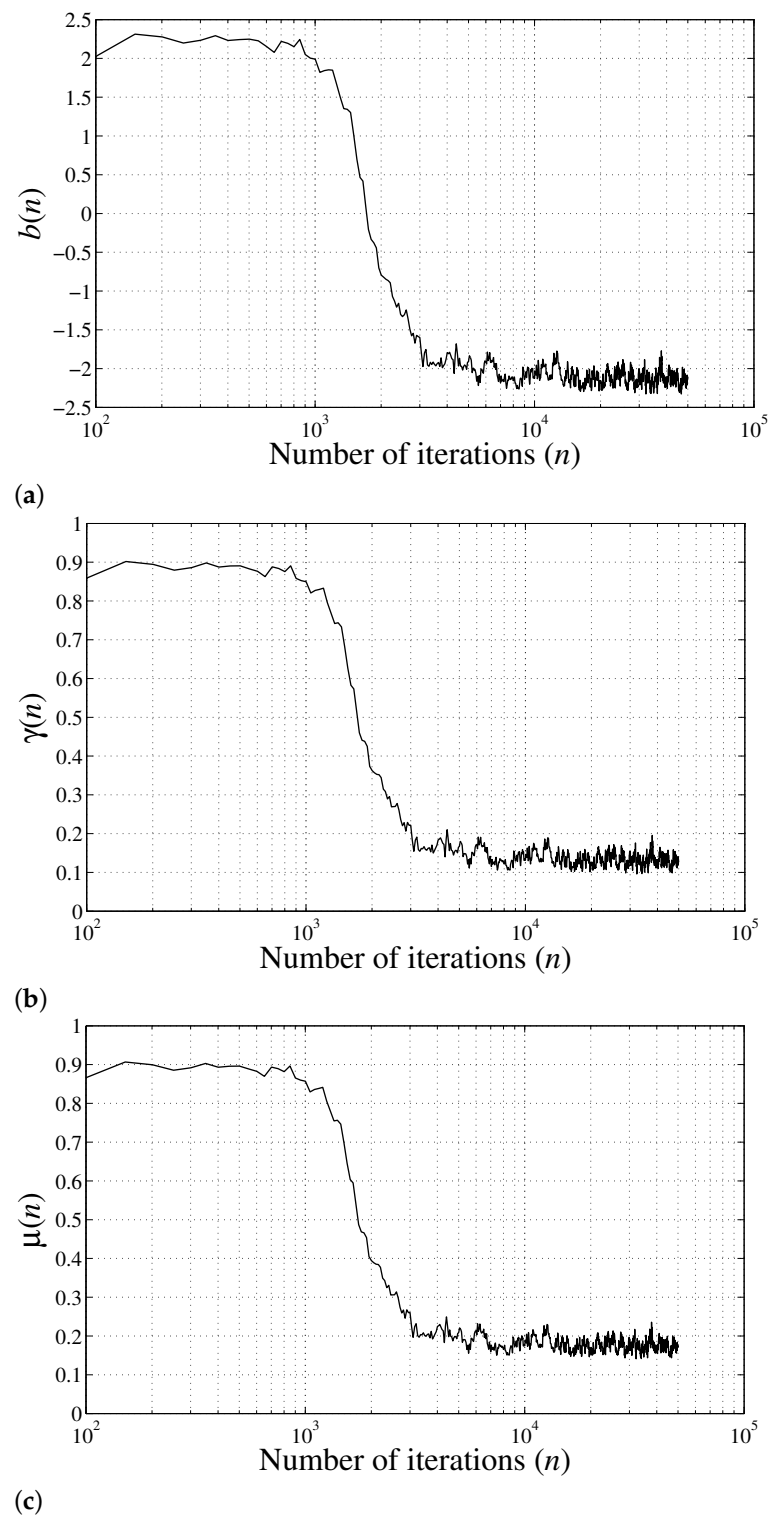 2.5
2
1.5
1
0.5
0
−0.5
−1
−1.5
−2
−2.5
b(n)
10² 10³ 10⁴ 10⁵
Number of iterations (n)
(a)
1
0.9
0.8
0.7
0.6
0.5
0.4
0.3
0.2
0.1
0
γ(n)
10² 10³ 10⁴ 10⁵
Number of iterations (n)
(b)
1
0.9
0.8
0.7
0.6
0.5
0.4
0.3
0.2
0.1
0
μ(n)
10² 10³ 10⁴ 10⁵
Number of iterations (n)
(c)